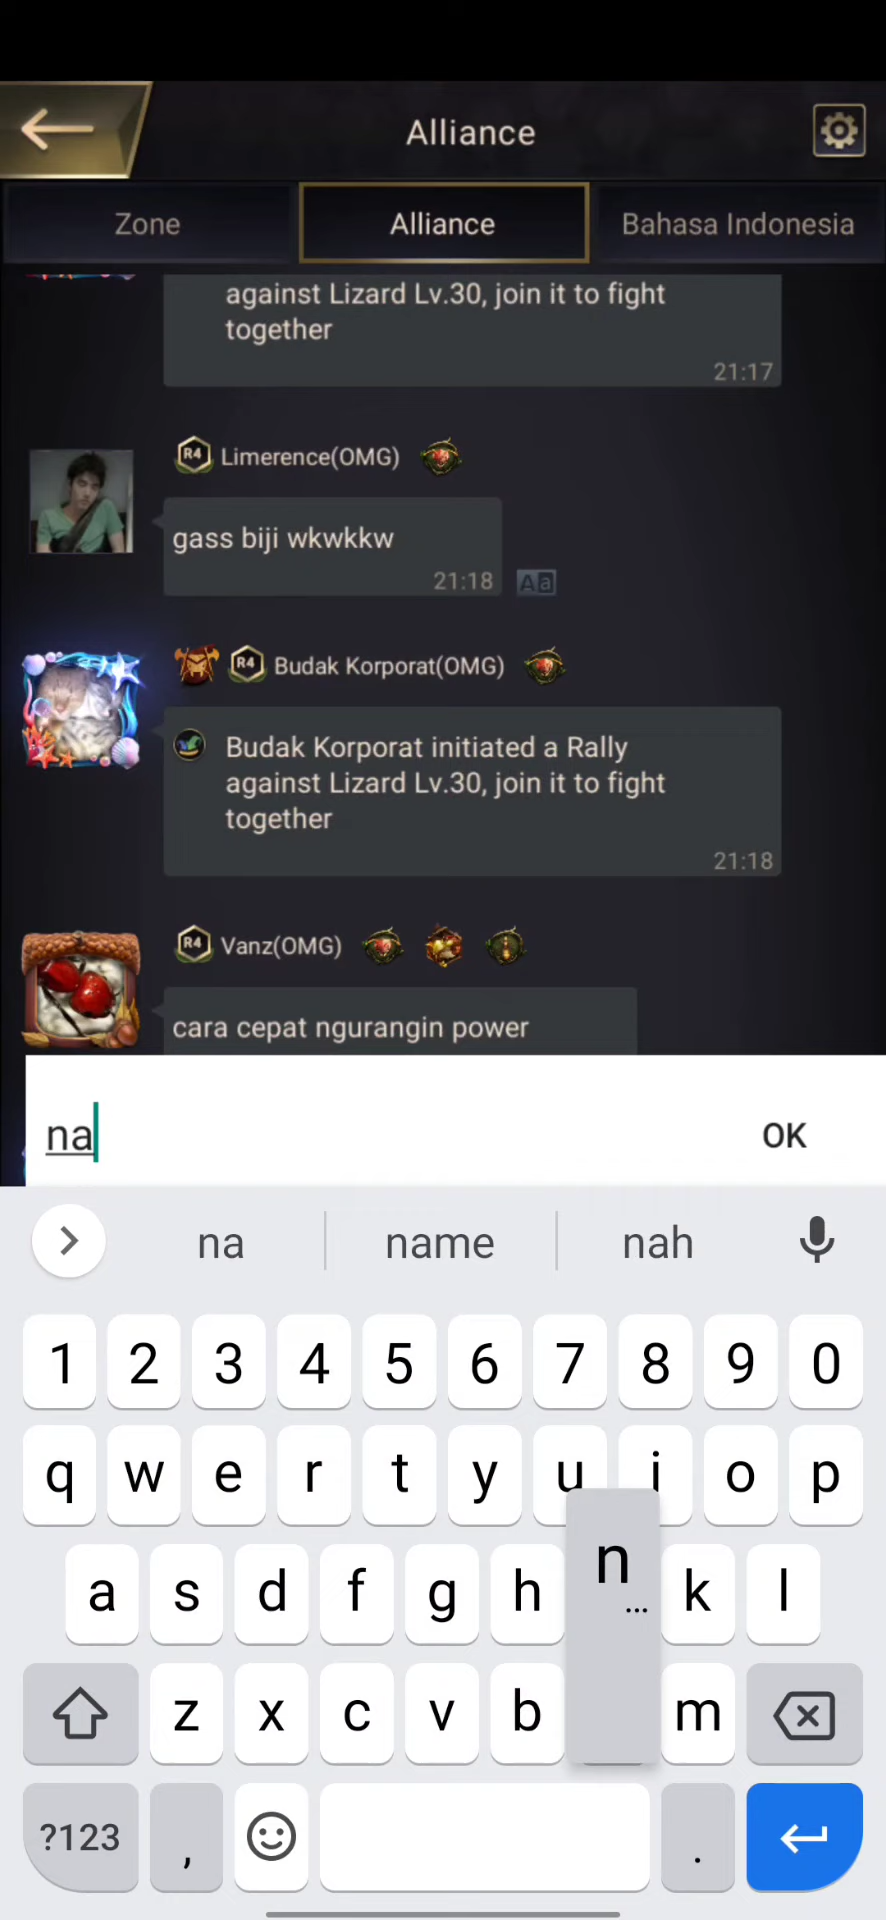 Alliance
Zone
Alliance
Bahasa Indonesia
against Lizard Lv.30, join it to fight
together
21:17
R4 Limerence(OMG)
gass biji wkwkkw
21:18
Aa
R4 Budak Korporat(OMG)
Budak Korporat initiated a Rally
against Lizard Lv.30, join it to fight
together
21:18
R4 Vanz(OMG)
cara cepat ngurangin power
na
OK
na name nah
1 2 3 4 5 6 7 8 9 0
q w e r t y u i o p
a s d f g h n ... k l
z x c v b m
?123 , .